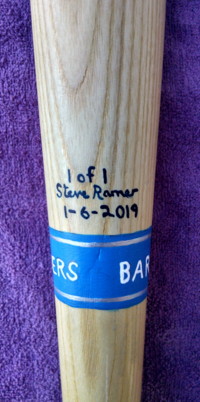 1 of 1
Steve Ramer
1-6-2019
ERS BAR